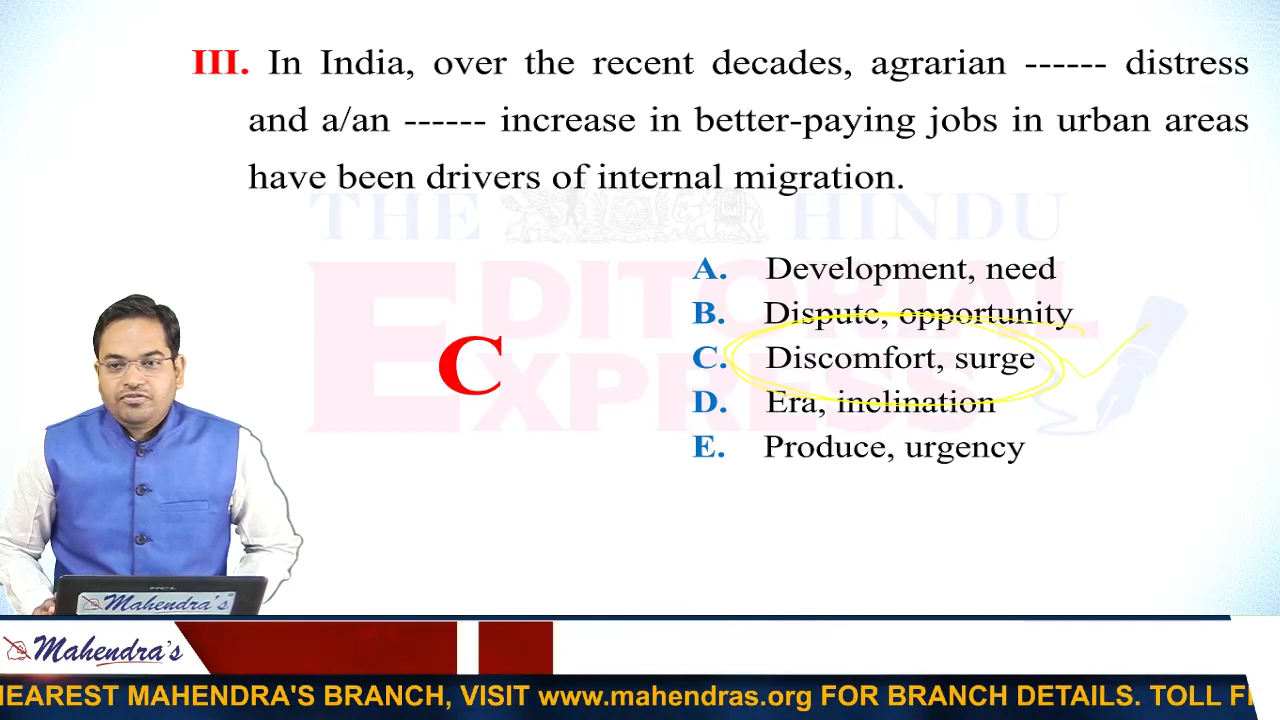 III. In India, over the recent decades, agrarian ------ distress
and a/an ------ increase in better-paying jobs in urban areas
have been drivers of internal migration.
THE HINDU
EDITORIAL
EXPRESS
A. Development, need
B. Dispute, opportunity
C. Discomfort, surge
D. Era, inclination
E. Produce, urgency
C
HCL
Mahendra's
Mahendra's
NEAREST MAHENDRA'S BRANCH, VISIT www.mahendras.org FOR BRANCH DETAILS. TOLL F